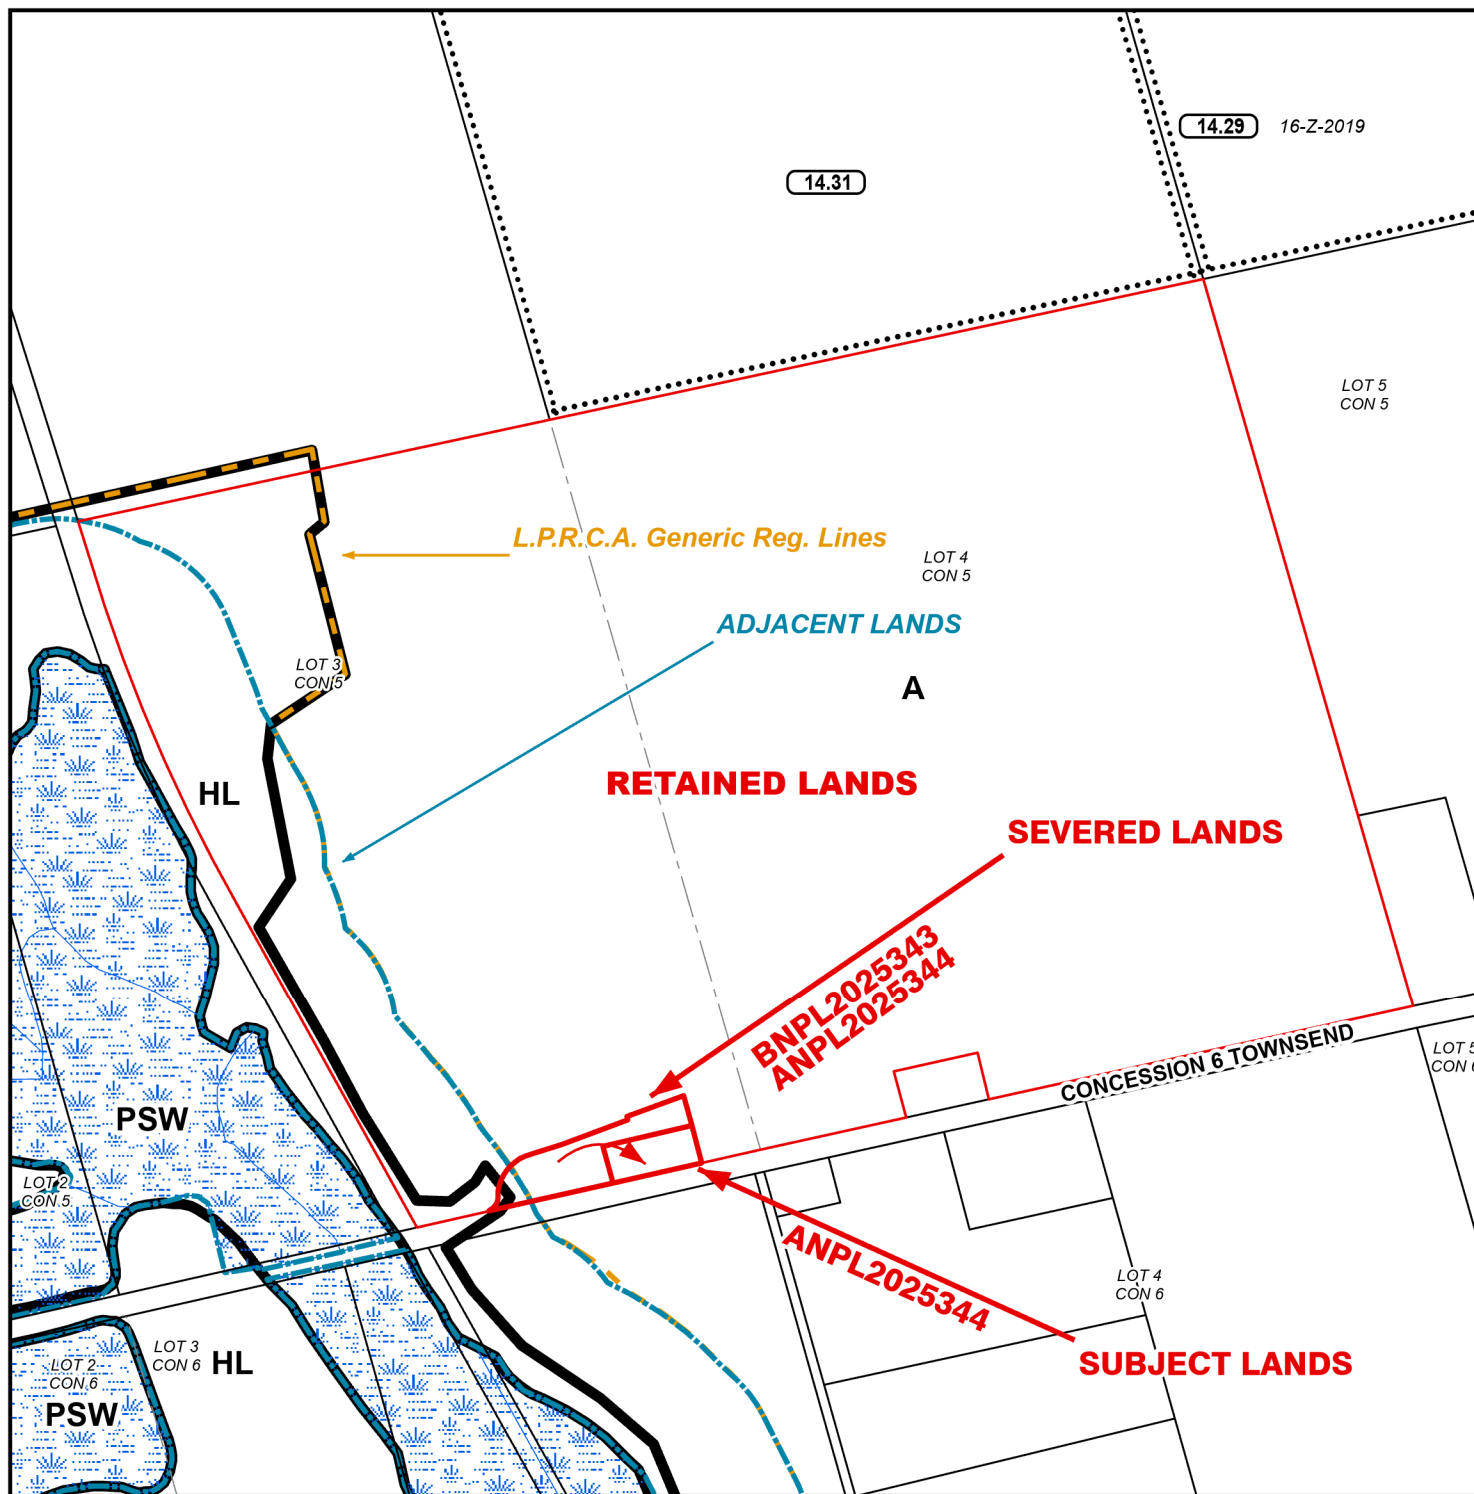 14.29 16-Z-2019
14.31
LOT 5
CON 5
L.P.R.C.A. Generic Reg. Lines
LOT 4
CON 5
ADJACENT LANDS
LOT 3
CON 5
A
HL
RETAINED LANDS
SEVERED LANDS
BNPL2025343
ANPL2025344
CONCESSION 6 TOWNSEND
LOT 5
CON 6
PSW
LOT 2
CON 5
ANPL2025344
LOT 4
CON 6
LOT 3
CON 6
HL
SUBJECT LANDS
LOT 2
CON 6
PSW